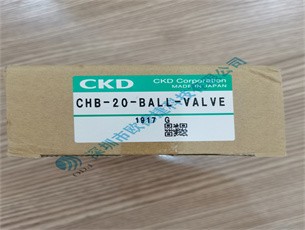 CKD
CKD Corporation
MADE IN JAPAN
CHB-20-BALL-VALVE
1917 G